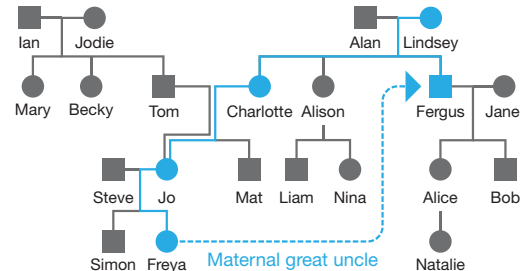 Ian Jodie Alan Lindsey
Mary Becky Tom Charlotte Alison Fergus Jane
Steve Jo Mat Liam Nina Alice Bob
Simon Freya Maternal great uncle Natalie